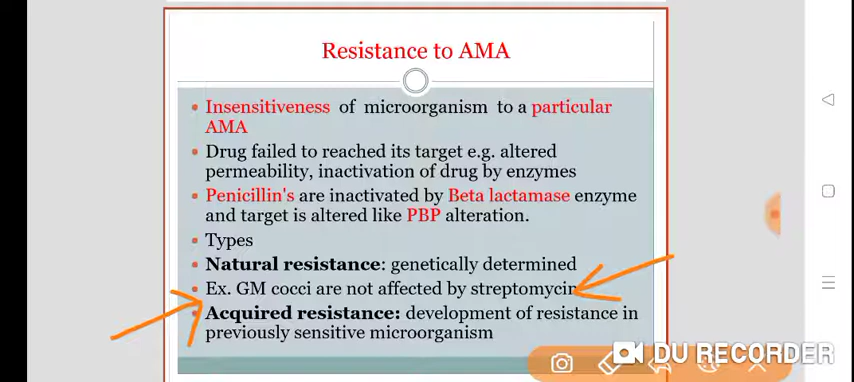 Resistance to AMA
• Insensitiveness of microorganism to a particular
AMA
• Drug failed to reached its target e.g. altered
permeability, inactivation of drug by enzymes
• Penicillin's are inactivated by Beta lactamase enzyme
and target is altered like PBP alteration.
• Types
• Natural resistance: genetically determined
• Ex. GM cocci are not affected by streptomycin
• Acquired resistance: development of resistance in
previously sensitive microorganism
DU RECORDER